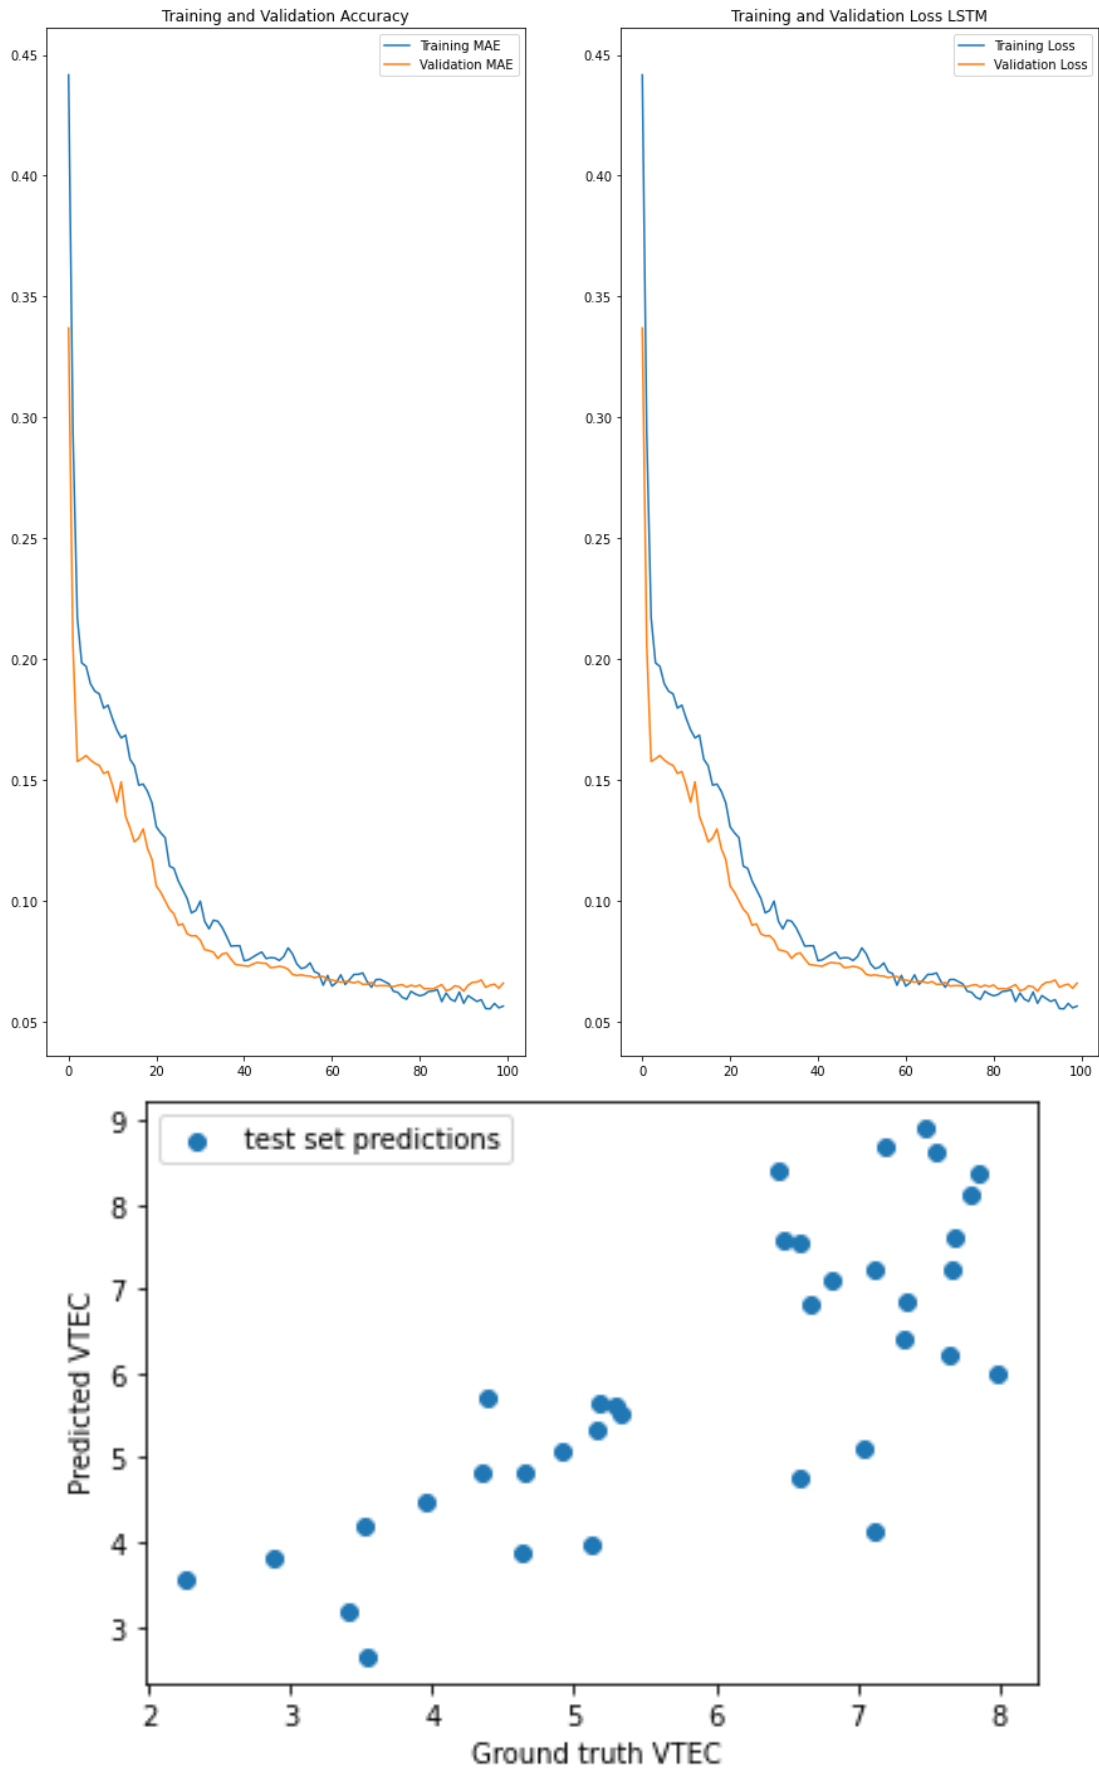 Training and Validation Accuracy
Training MAE
Validation MAE
0.45
0.40
0.35
0.30
0.25
0.20
0.15
0.10
0.05
0 20 40 60 80 100
Training and Validation Loss LSTM
Training Loss
Validation Loss
0.45
0.40
0.35
0.30
0.25
0.20
0.15
0.10
0.05
0 20 40 60 80 100
test set predictions
Predicted VTEC
9
8
7
6
5
4
3
2 3 4 5 6 7 8
Ground truth VTEC